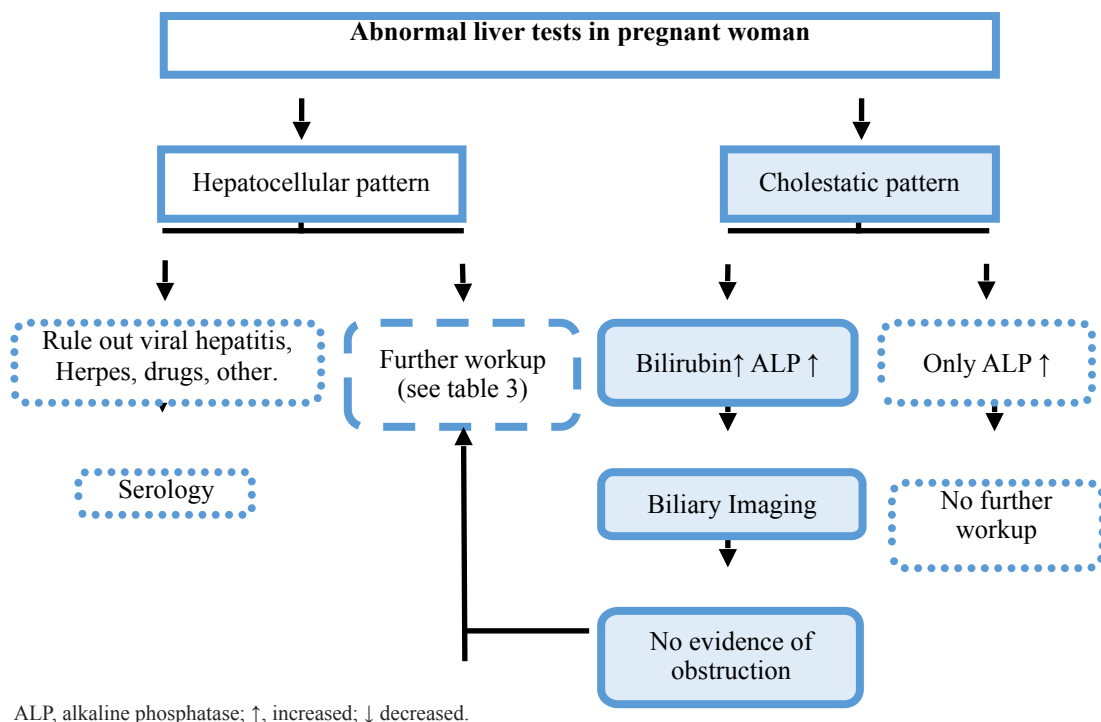 Abnormal liver tests in pregnant woman
Hepatocellular pattern
Cholestatic pattern
Rule out viral hepatitis,
Herpes, drugs, other.
Further workup
(see table 3)
Bilirubin↑ ALP ↑
Only ALP ↑
Serology
Biliary Imaging
No further
workup
No evidence of
obstruction
ALP, alkaline phosphatase; ↑, increased; ↓ decreased.